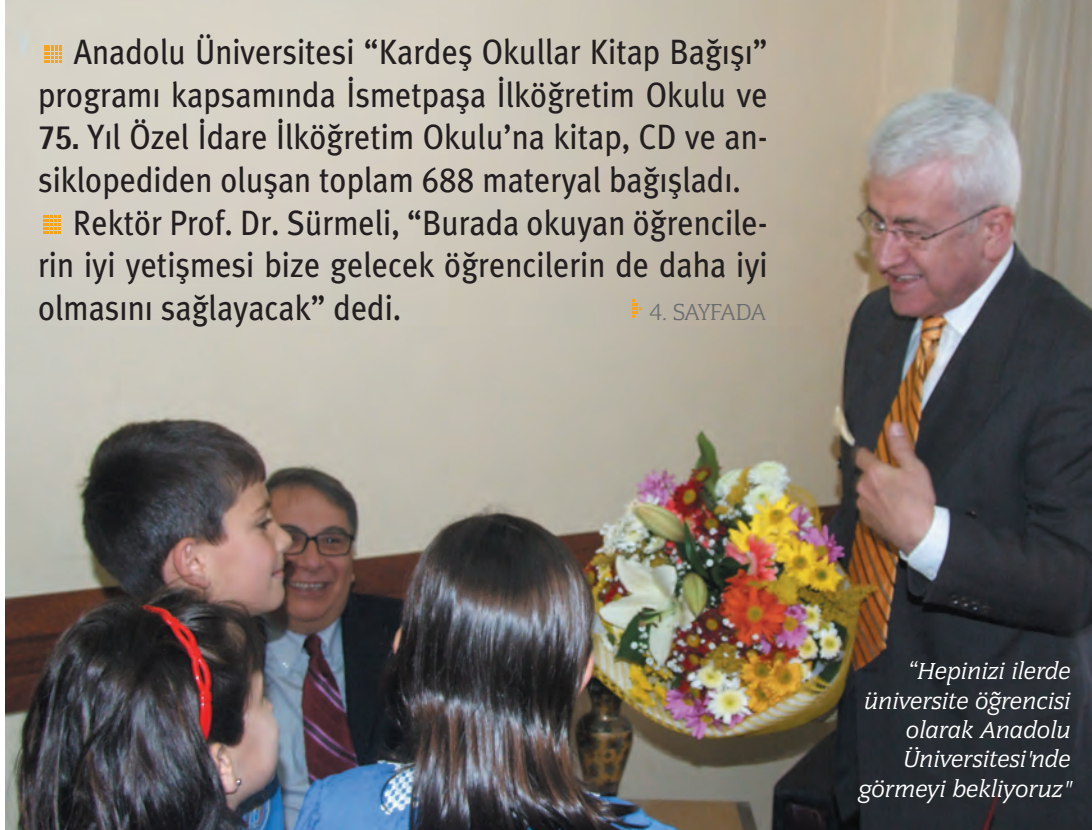 Anadolu Üniversitesi “Kardeş Okullar Kitap Bağışı”
programı kapsamında İsmetpaşa İlköğretim Okulu ve
75. Yıl Özel İdare İlköğretim Okulu’na kitap, CD ve an-
siklopediden oluşan toplam 688 materyal bağışladı.
Rektör Prof. Dr. Sürmeli, “Burada okuyan öğrencile-
rin iyi yetişmesi bize gelecek öğrencilerin de daha iyi
olmasını sağlayacak” dedi.
4. SAYFADA
“Hepinizi ilerde
üniversite öğrencisi
olarak Anadolu
Üniversitesi'nde
görmeyi bekliyoruz"